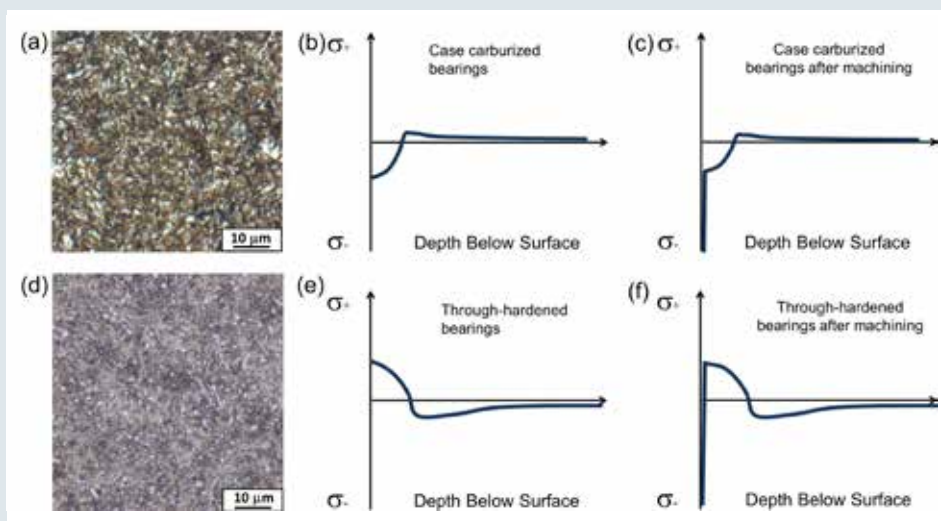 (a)
10 μm
(b)
σ+
Case carburized
bearings
σ-
Depth Below Surface
(c)
σ+
Case carburized
bearings after machining
σ-
Depth Below Surface
(d)
10 μm
(e)
σ+
Through-hardened
bearings
σ-
Depth Below Surface
(f)
σ+
Through-hardened
bearings after machining
σ-
Depth Below Surface